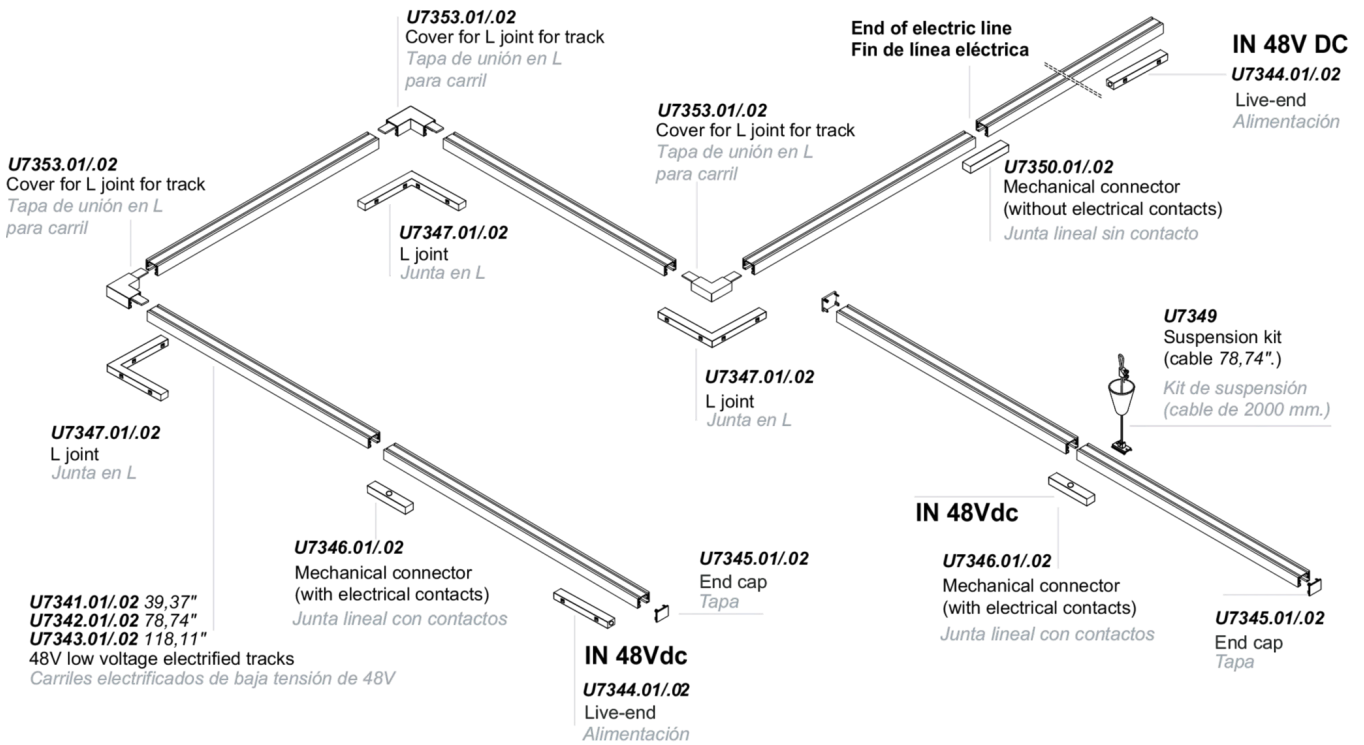 U7353.01/.02
Cover for L joint for track
Tapa de unión en L
para carril
End of electric line
Fin de línea eléctrica
IN 48V DC
U7344.01/.02
Live-end
Alimentación
U7353.01/.02
Cover for L joint for track
Tapa de unión en L
para carril
U7353.01/.02
Cover for L joint for track
Tapa de unión en L
para carril
U7350.01/.02
Mechanical connector
(without electrical contacts)
Junta lineal sin contacto
U7347.01/.02
L joint
Junta en L
U7349
Suspension kit
(cable 78,74".)
Kit de suspensión
(cable de 2000 mm.)
U7347.01/.02
L joint
Junta en L
U7347.01/.02
L joint
Junta en L
IN 48Vdc
U7346.01/.02
Mechanical connector
(with electrical contacts)
Junta lineal con contactos
U7345.01/.02
End cap
Tapa
U7346.01/.02
Mechanical connector
(with electrical contacts)
Junta lineal con contactos
U7345.01/.02
End cap
Tapa
U7341.01/.02 39,37"
U7342.01/.02 78,74"
U7343.01/.02 118,11"
48V low voltage electrified tracks
Carriles electrificados de baja tensión de 48V
IN 48Vdc
U7344.01/.02
Live-end
Alimentación